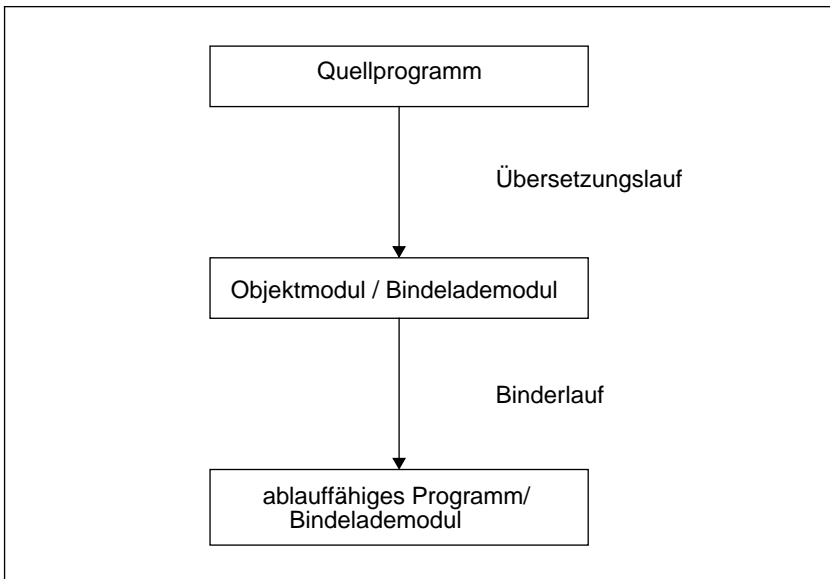 Quellprogramm
Übersetzungslauf
Objektmodul / Bindelademodul
Binderlauf
ablauffähiges Programm/
Bindelademodul